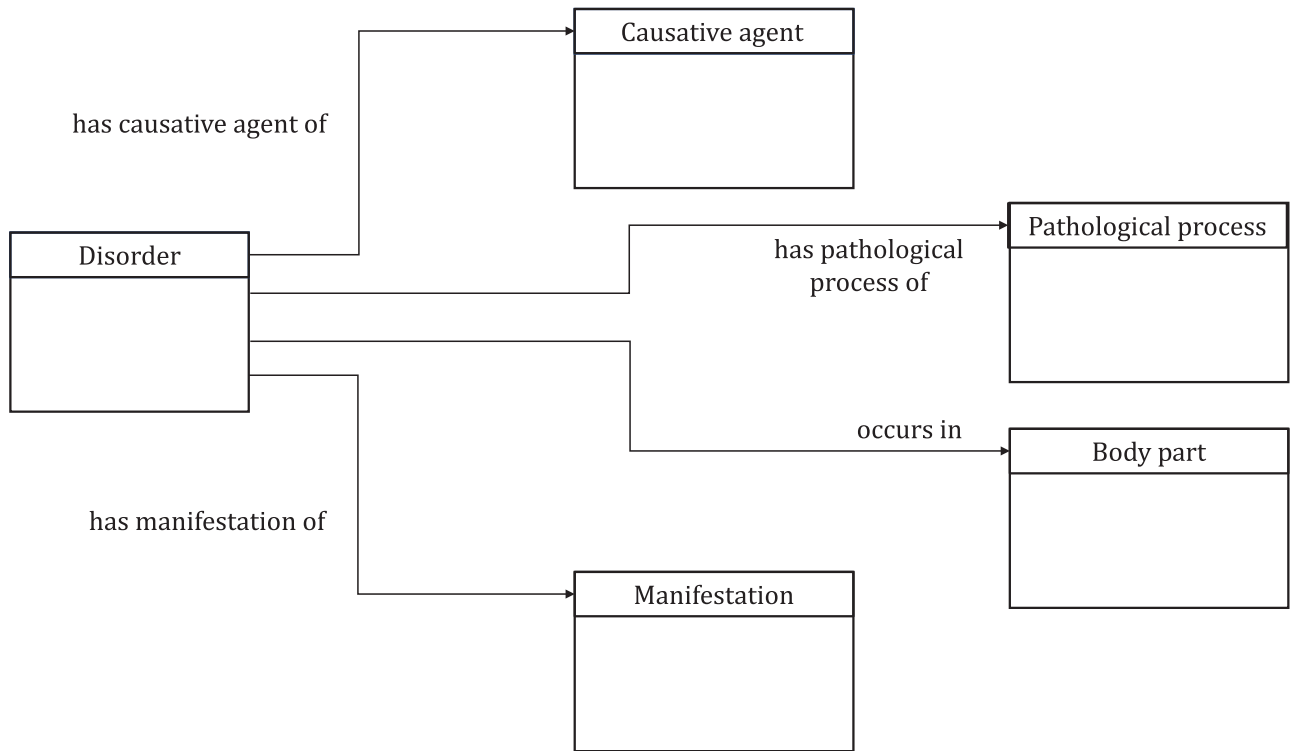 Causative agent
has causative agent of
Pathological process
Disorder
has pathological
process of
occurs in
Body part
has manifestation of
Manifestation